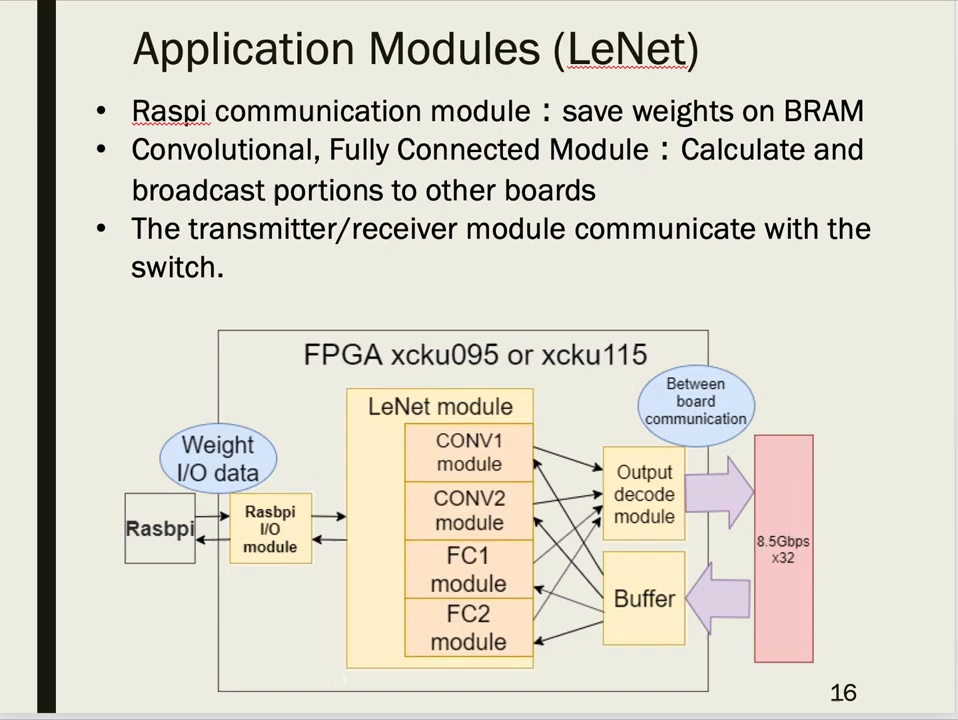 Application Modules (LeNet)
• Raspi communication module：save weights on BRAM
• Convolutional, Fully Connected Module：Calculate and
broadcast portions to other boards
• The transmitter/receiver module communicate with the
switch.
FPGA xcku095 or xcku115
Between
board
communication
LeNet module
Weight
I/O data
CONV1
module
CONV2
module
FC1
module
FC2
module
Rasbpi
Rasbpi
I/O
module
Output
decode
module
Buffer
8.5Gbps
x32
16